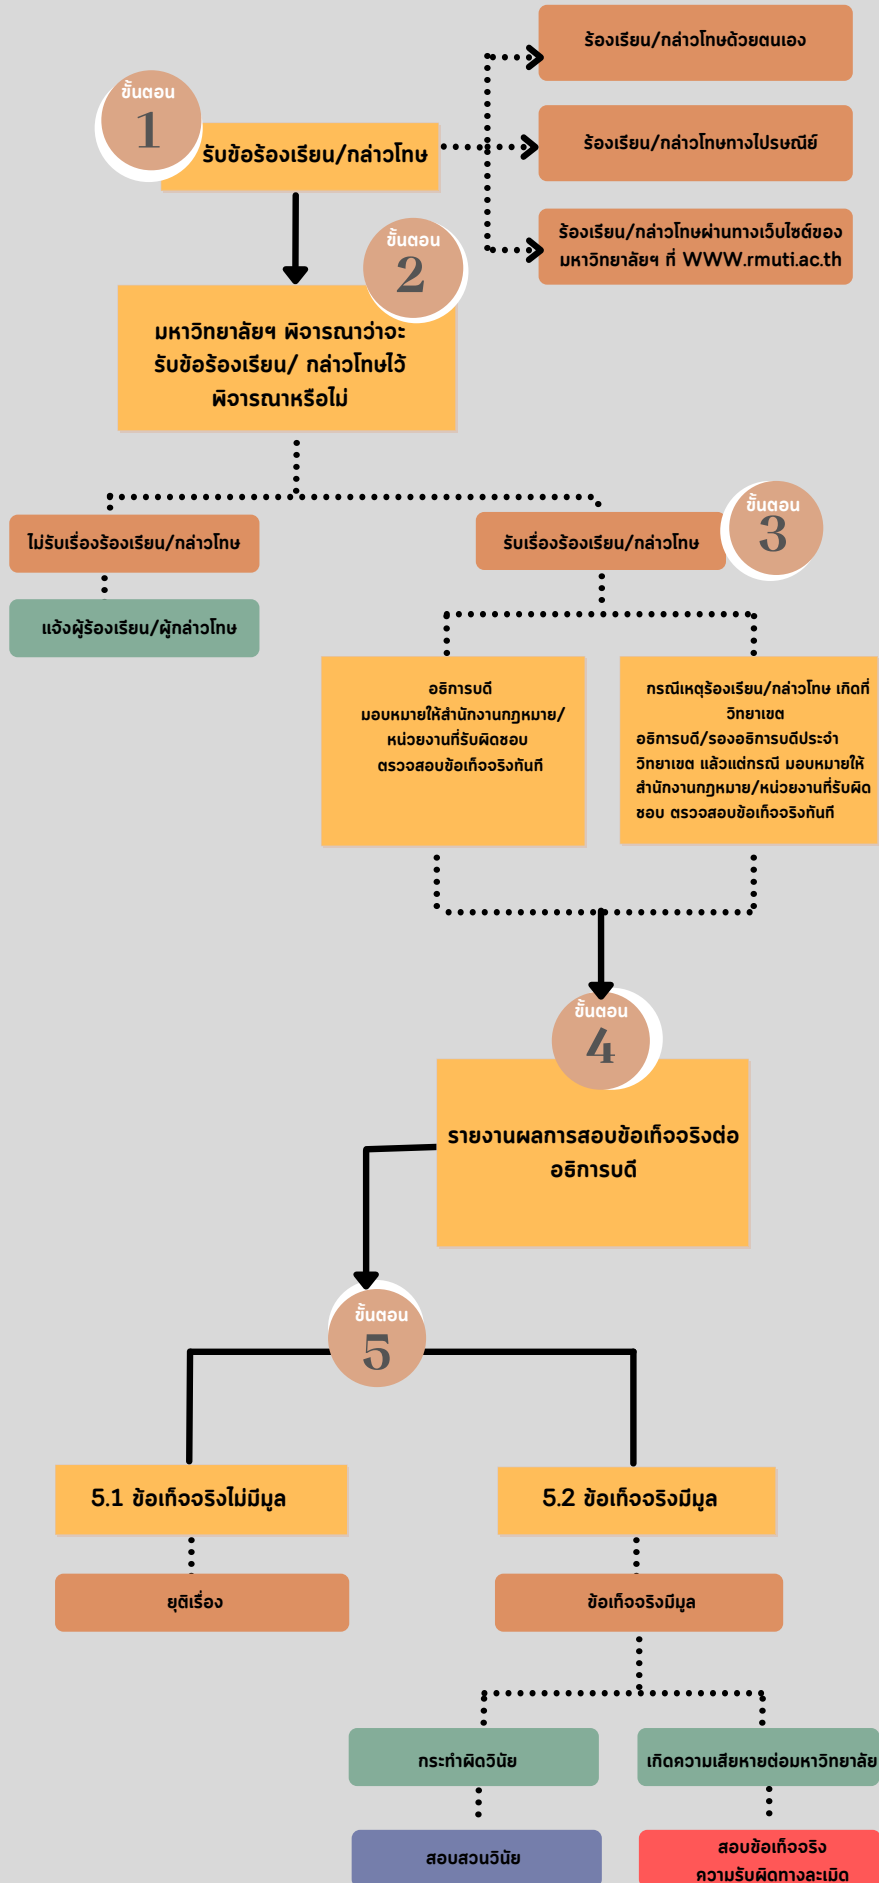 ร้องเรียน/กล่าวโทษด้วยตนเอง
ขั้นตอน
1
รับข้อร้องเรียน/กล่าวโทษ
ร้องเรียน/กล่าวโทษทางไปรษณีย์
ร้องเรียน/กล่าวโทษผ่านทางเว็บไซต์ของ
มหาวิทยาลัยฯ ที่ WWW.rmuti.ac.th
ขั้นตอน
2
มหาวิทยาลัยฯ พิจารณาว่าจะ
รับข้อร้องเรียน/ กล่าวโทษไว้
พิจารณาหรือไม่
ไม่รับเรื่องร้องเรียน/กล่าวโทษ
แจ้งผู้ร้องเรียน/ผู้กล่าวโทษ
รับเรื่องร้องเรียน/กล่าวโทษ
ขั้นตอน
3
อธิการบดี
มอบหมายให้สำนักงานกฎหมาย/
หน่วยงานที่รับผิดชอบ
ตรวจสอบข้อเท็จจริงทันที
กรณีเหตุร้องเรียน/กล่าวโทษ เกิดที่
วิทยาเขต
อธิการบดี/รองอธิการบดีประจำ
วิทยาเขต แล้วแต่กรณี มอบหมายให้
สำนักงานกฎหมาย/หน่วยงานที่รับผิด
ชอบ ตรวจสอบข้อเท็จจริงทันที
ขั้นตอน
4
รายงานผลการสอบข้อเท็จจริงต่อ
อธิการบดี
ขั้นตอน
5
5.1 ข้อเท็จจริงไม่มีมูล
ยุติเรื่อง
5.2 ข้อเท็จจริงมีมูล
ข้อเท็จจริงมีมูล
กระทำผิดวินัย
สอบสวนวินัย
เกิดความเสียหายต่อมหาวิทยาลัย
สอบข้อเท็จจริง
ความรับผิดทางละเมิด